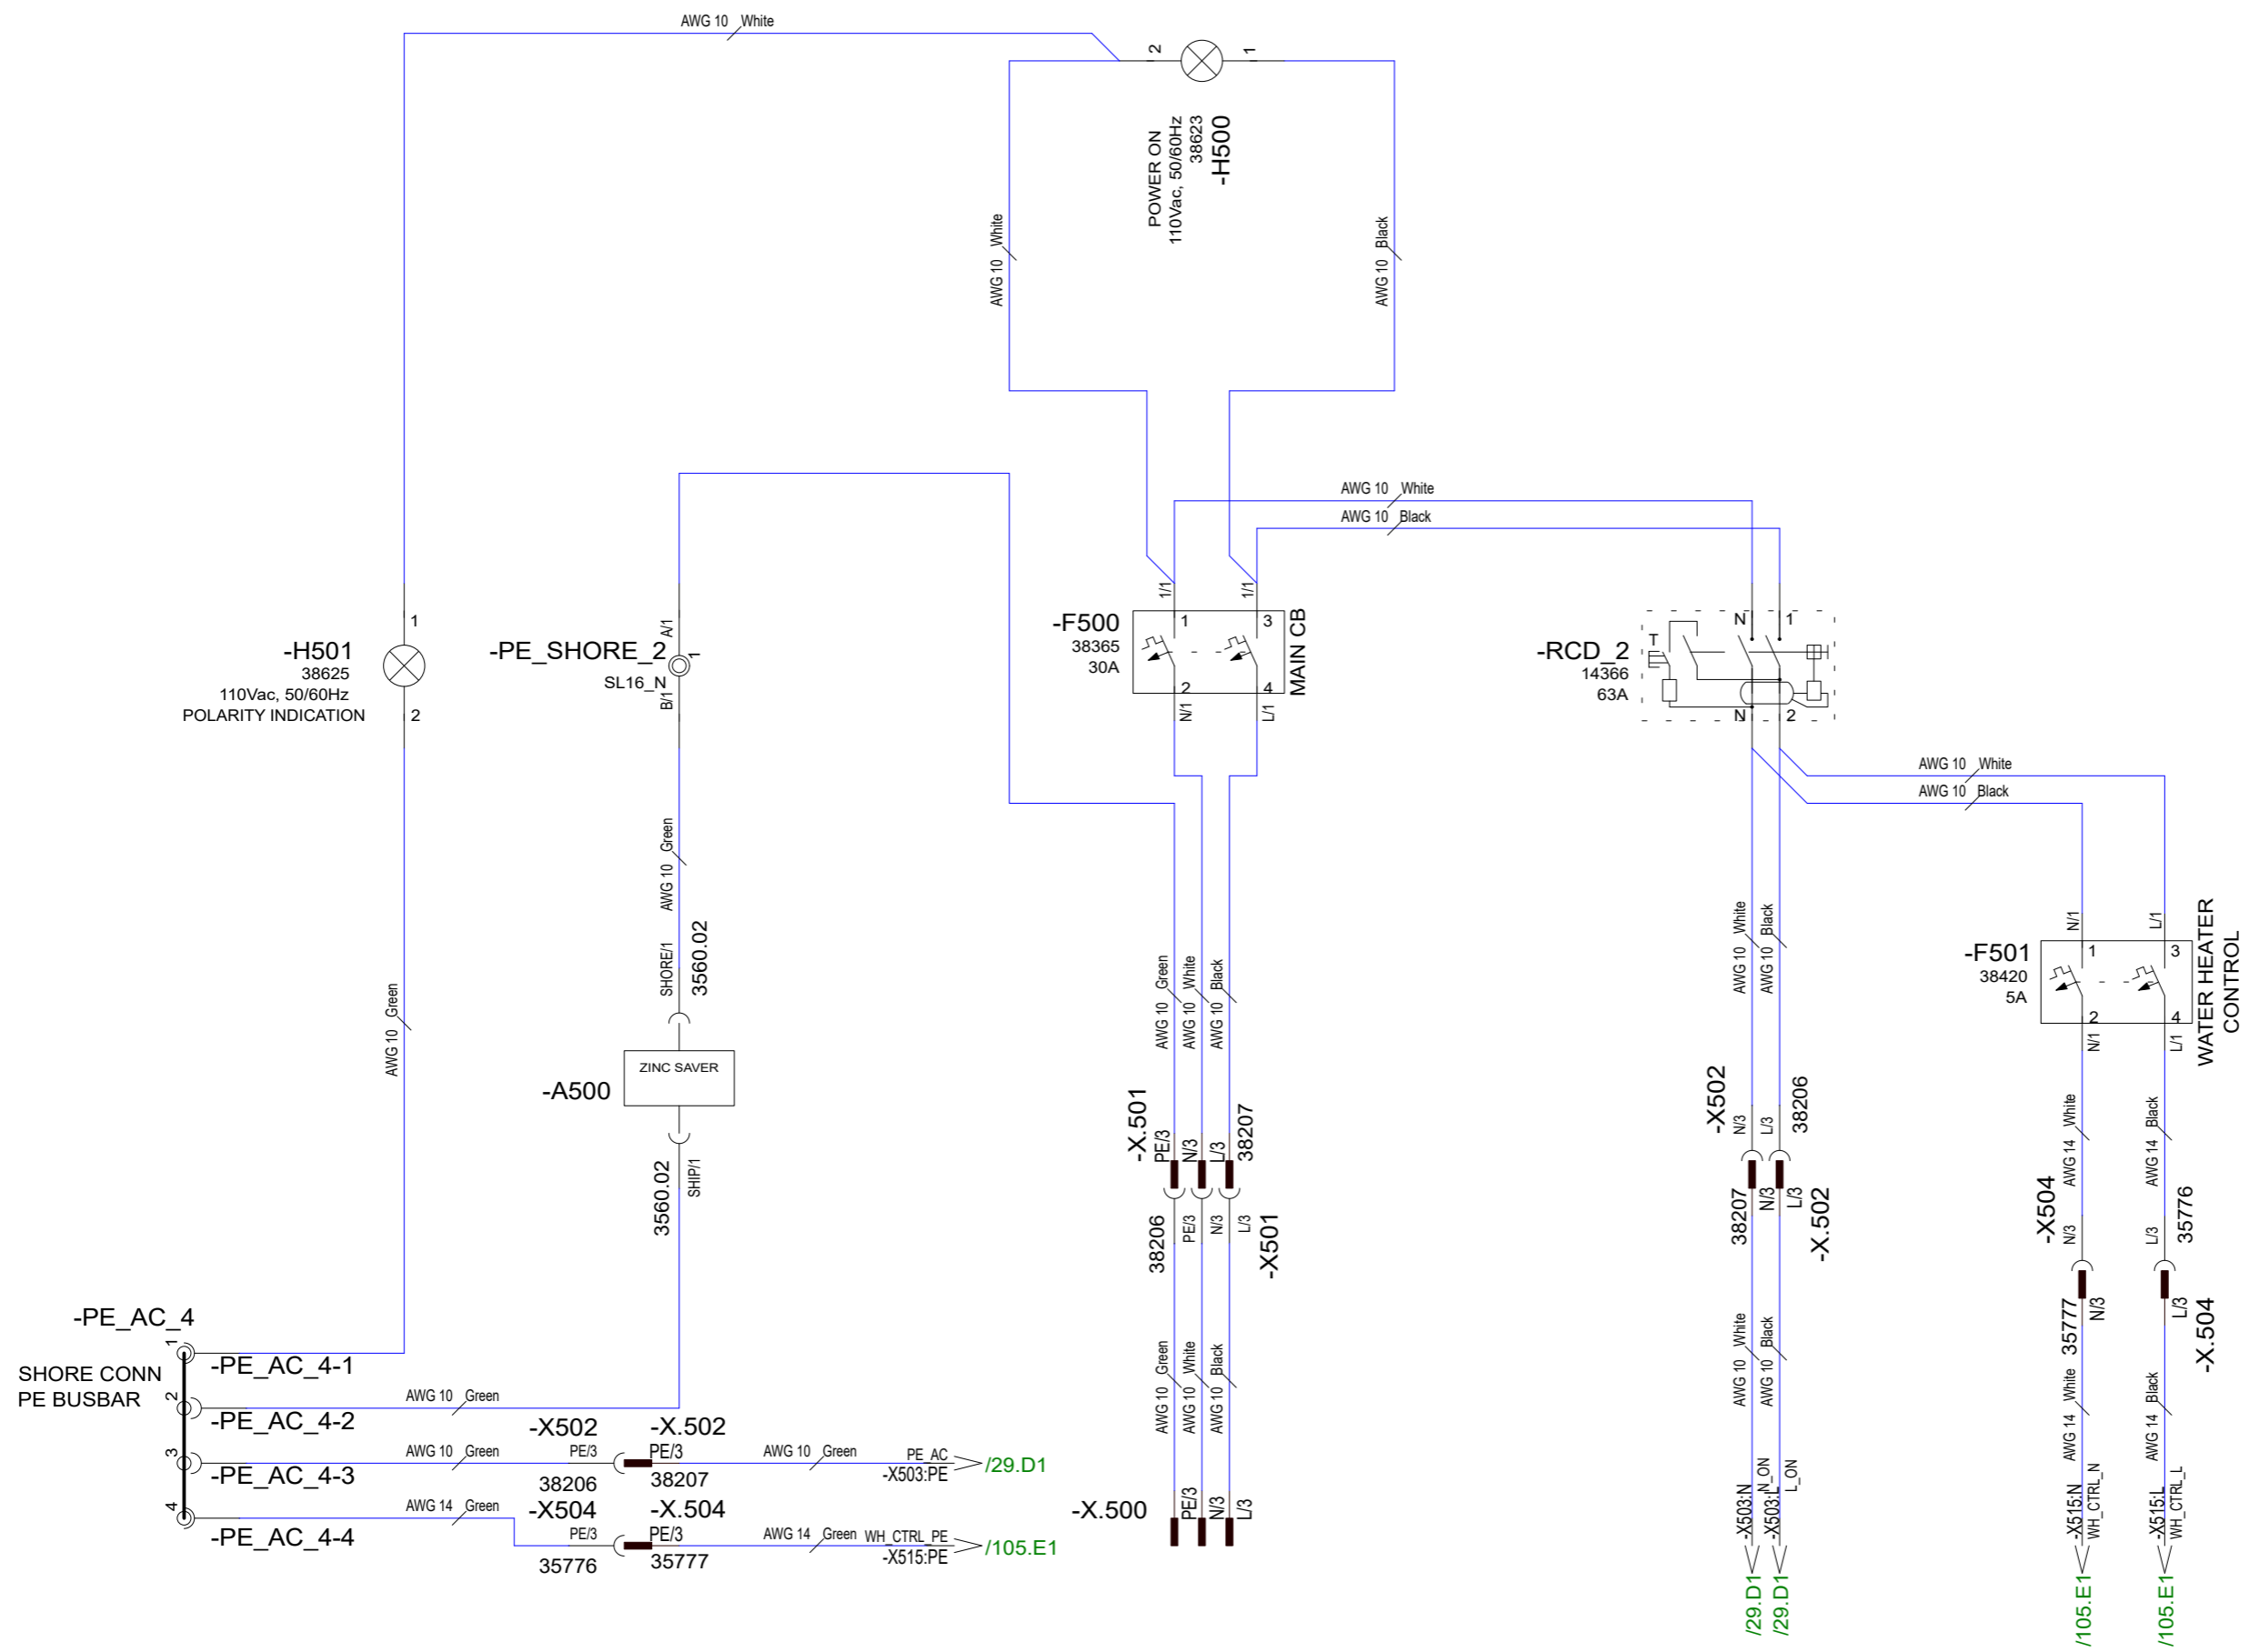 AWG 10 White
2
1
POWER ON
110Vac, 50/60Hz
38623
-H500
AWG 10 White
AWG 10 Black
AWG 10 White
AWG 10 Black
-H501
38625
110Vac, 50/60Hz
POLARITY INDICATION
1
2
-PE_SHORE_2
SL16_N
A/1
1
B/1
-F500
38365
30A
1/1
1/1
1
3
2
4
N/1
L/1
MAIN CB
-RCD_2
14366
63A
T
N
1
N
2
AWG 10 White
AWG 10 Black
AWG 10 Green
SHORE/1
3560.02
ZINC SAVER
-A500
3560.02
SHIP/1
AWG 10 Green
AWG 10 Green
AWG 10 White
AWG 10 Black
-X.501
PE/3
N/3
L/3
38207
38206
PE/3
N/3
L/3
-X501
AWG 10 Green
AWG 10 White
AWG 10 Black
-X.500
PE/3
N/3
L/3
AWG 10 White
AWG 10 Black
-X502
N/3
L/3
38206
38207
N/3
L/3
-X.502
AWG 10 White
AWG 10 Black
-X503:N
N_ON
-X503:L
L_ON
/29.D1
/29.D1
-F501
38420
5A
N/1
L/1
1
3
2
4
N/1
L/1
WATER HEATER
CONTROL
AWG 14 White
AWG 14 Black
-X504
N/3
L/3
35776
35777
N/3
L/3
-X.504
AWG 14 White
AWG 14 Black
-X515:N
WH_CTRL_N
-X515:L
WH_CTRL_L
/105.E1
/105.E1
-PE_AC_4
SHORE CONN
PE BUSBAR
1
-PE_AC_4-1
2
-PE_AC_4-2
AWG 10 Green
3
-PE_AC_4-3
AWG 10 Green
-X502
PE/3
38206
-X.502
PE/3
38207
AWG 10 Green
PE_AC
-X503:PE
/29.D1
4
-PE_AC_4-4
AWG 14 Green
-X504
PE/3
35776
-X.504
PE/3
35777
AWG 14 Green
WH_CTRL_PE
-X515:PE
/105.E1